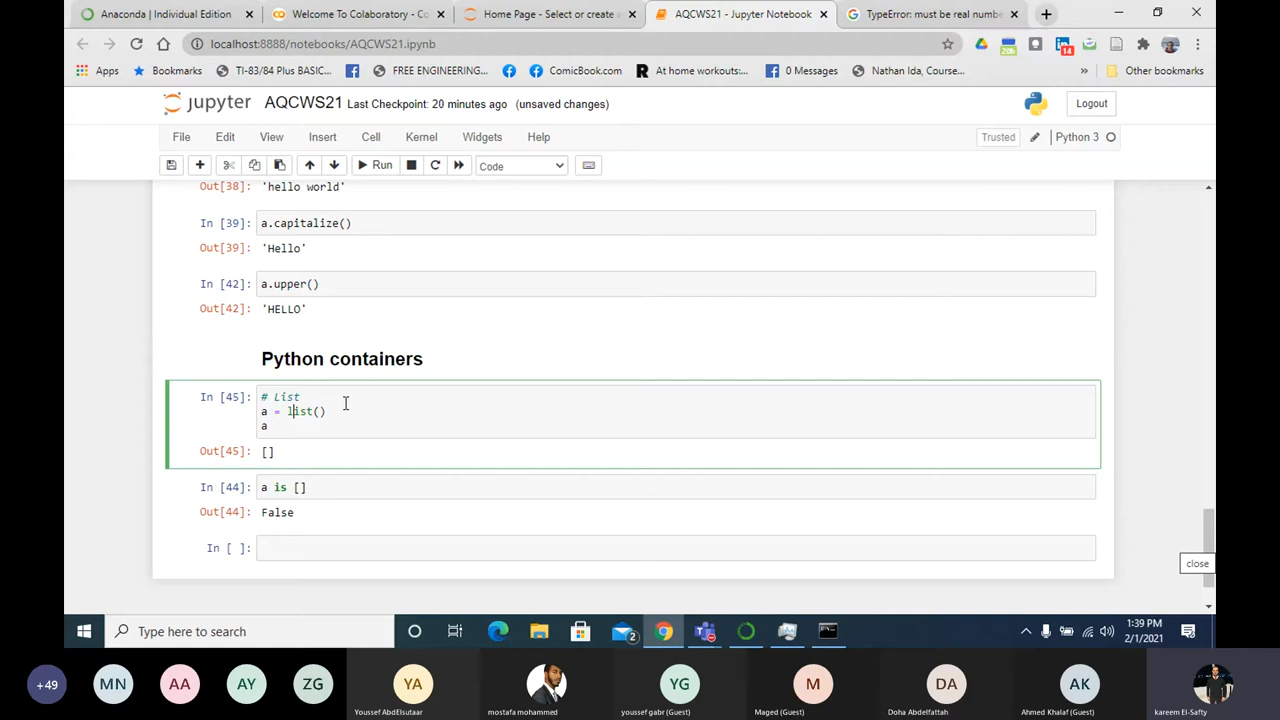 Anaconda | Individual Edition
Welcome To Colaboratory - Co
Home Page - Select or create a
AQCWS21 - Jupyter Notebook
TypeError: must be real numbe
localhost:8888/notebooks/AQCWS21.ipynb
20h
14
Apps
Bookmarks
TI-83/84 Plus BASIC...
FREE ENGINEERING...
ComicBook.com
R
At home workouts:...
0 Messages
Nathan Ida, Course...
»
Other bookmarks
jupyter
AQCWS21
Last Checkpoint: 20 minutes ago
(unsaved changes)
Logout
File
Edit
View
Insert
Cell
Kernel
Widgets
Help
Trusted
Python 3
Run
Code
Out[38]:
'hello world'
In [39]:
a.capitalize()
Out[39]:
'Hello'
In [42]:
a.upper()
Out[42]:
'HELLO'
Python containers
In [45]:
# List
a = list()
a
Out[45]:
[]
In [44]:
a is []
Out[44]:
False
In [ ]:
close
Type here to search
2
1:39 PM
2/1/2021
+49
MN
AA
AY
ZG
YA
YG
M
DA
AK
Youssef AbdElsutaar
mostafa mohammed
youssef gabr (Guest)
Maged (Guest)
Doha Abdelfattah
Ahmed Khalaf (Guest)
kareem El-Safty